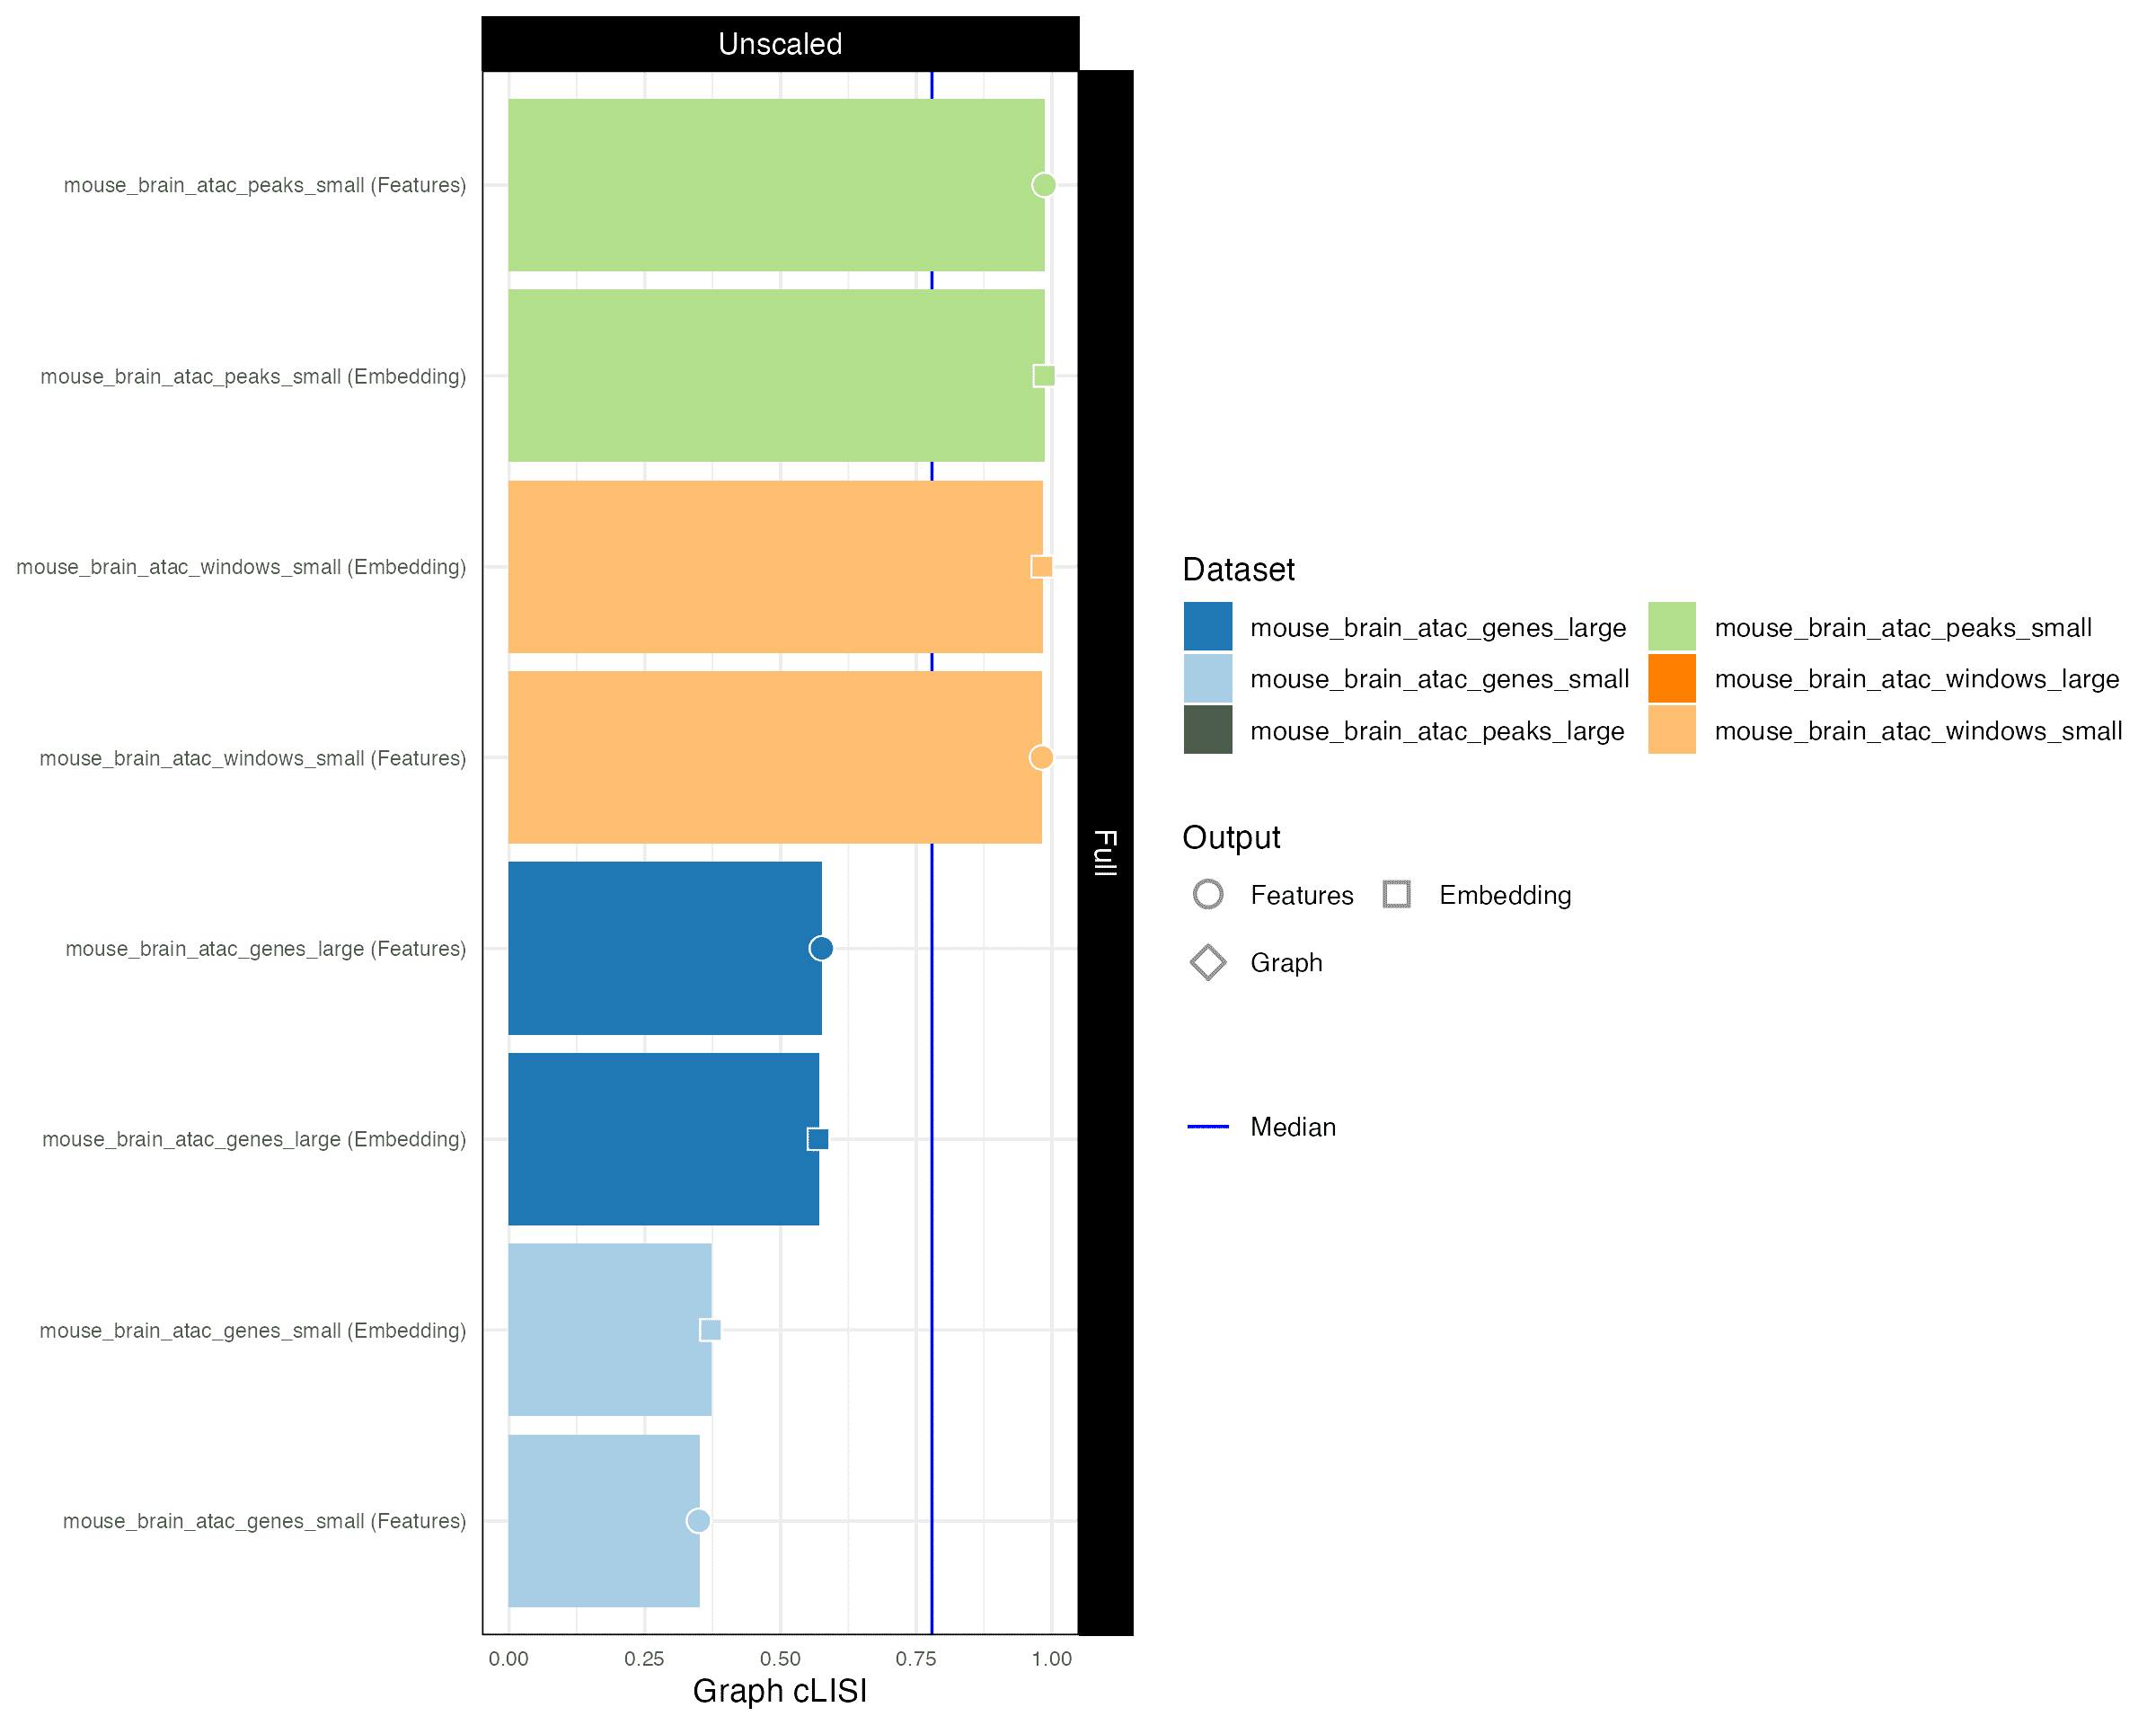 Unscaled
mouse_brain_atac_peaks_small (Features)
mouse_brain_atac_peaks_small (Embedding)
mouse_brain_atac_windows_small (Embedding)
mouse_brain_atac_windows_small (Features)
mouse_brain_atac_genes_large (Features)
mouse_brain_atac_genes_large (Embedding)
mouse_brain_atac_genes_small (Embedding)
mouse_brain_atac_genes_small (Features)
0.00 0.25 0.50 0.75 1.00
Graph cLISI
Full
Dataset
mouse_brain_atac_genes_large mouse_brain_atac_peaks_small
mouse_brain_atac_genes_small mouse_brain_atac_windows_large
mouse_brain_atac_peaks_large mouse_brain_atac_windows_small
Output
Features Embedding
Graph
Median